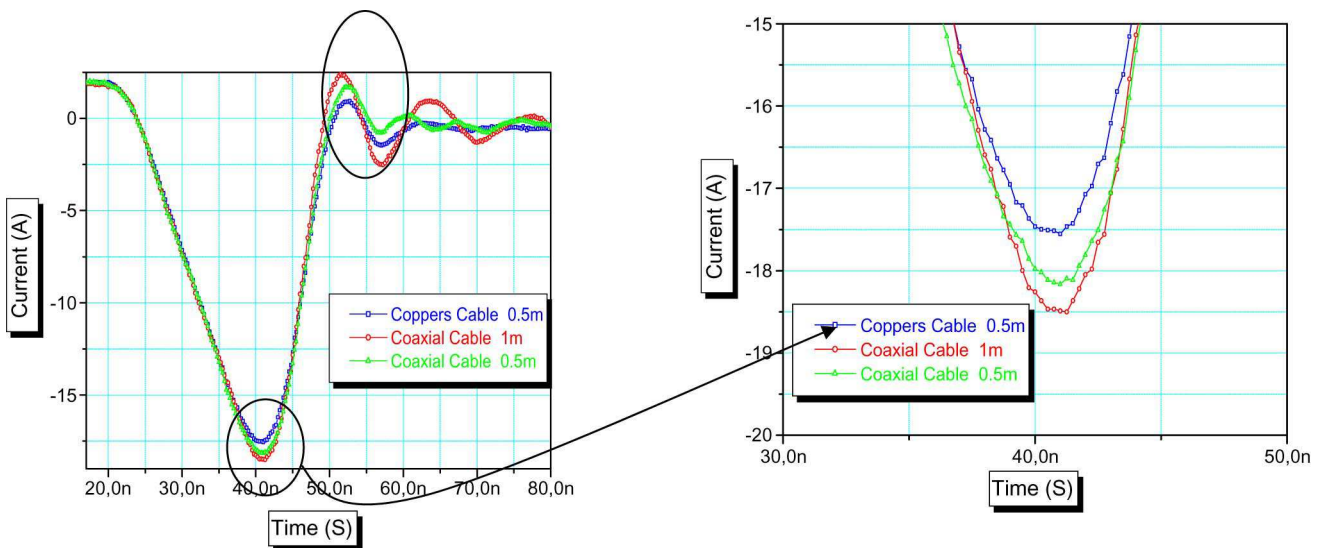 0
-5
-10
-15
Current (A)
Coppers Cable 0.5m
Coaxial Cable 1m
Coaxial Cable 0.5m
20,0n 30,0n 40,0n 50,0n 60,0n 70,0n 80,0n
Time (S)
-15
-16
-17
-18
-19
-20
Current (A)
Coppers Cable 0.5m
Coaxial Cable 1m
Coaxial Cable 0.5m
30,0n 40,0n 50,0n
Time (S)